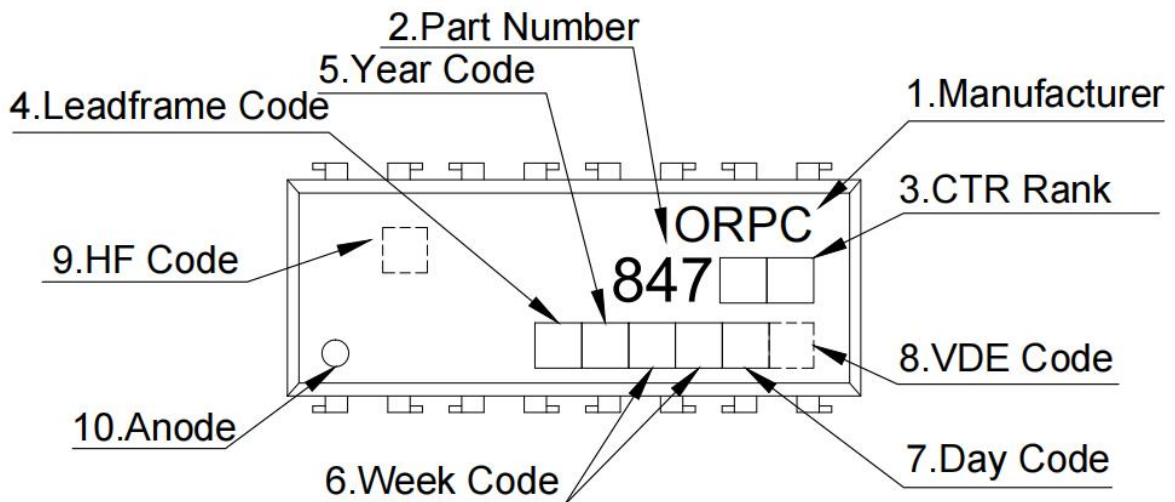 2.Part Number
5.Year Code
4.Leadframe Code
1.Manufacturer
3.CTR Rank
ORPC
9.HF Code
847
8.VDE Code
10.Anode
7.Day Code
6.Week Code